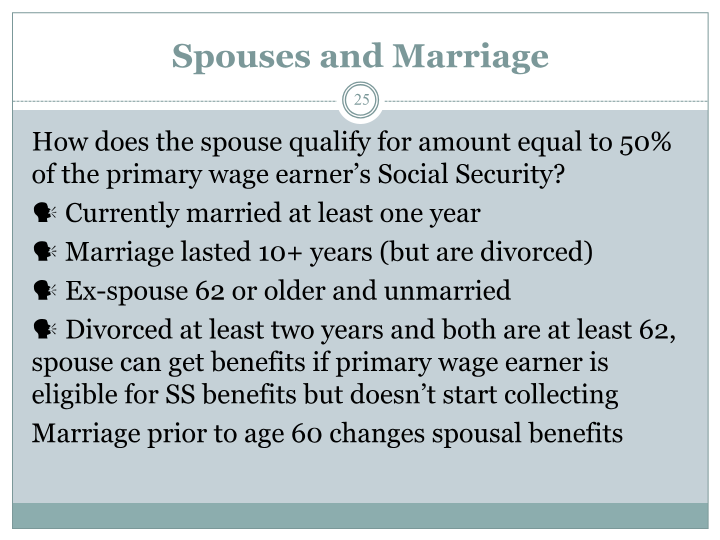 Spouses and Marriage
25
How does the spouse qualify for amount equal to 50%
of the primary wage earner’s Social Security?
🗣 Currently married at least one year
🗣 Marriage lasted 10+ years (but are divorced)
🗣 Ex-spouse 62 or older and unmarried
🗣 Divorced at least two years and both are at least 62,
spouse can get benefits if primary wage earner is
eligible for SS benefits but doesn’t start collecting
Marriage prior to age 60 changes spousal benefits